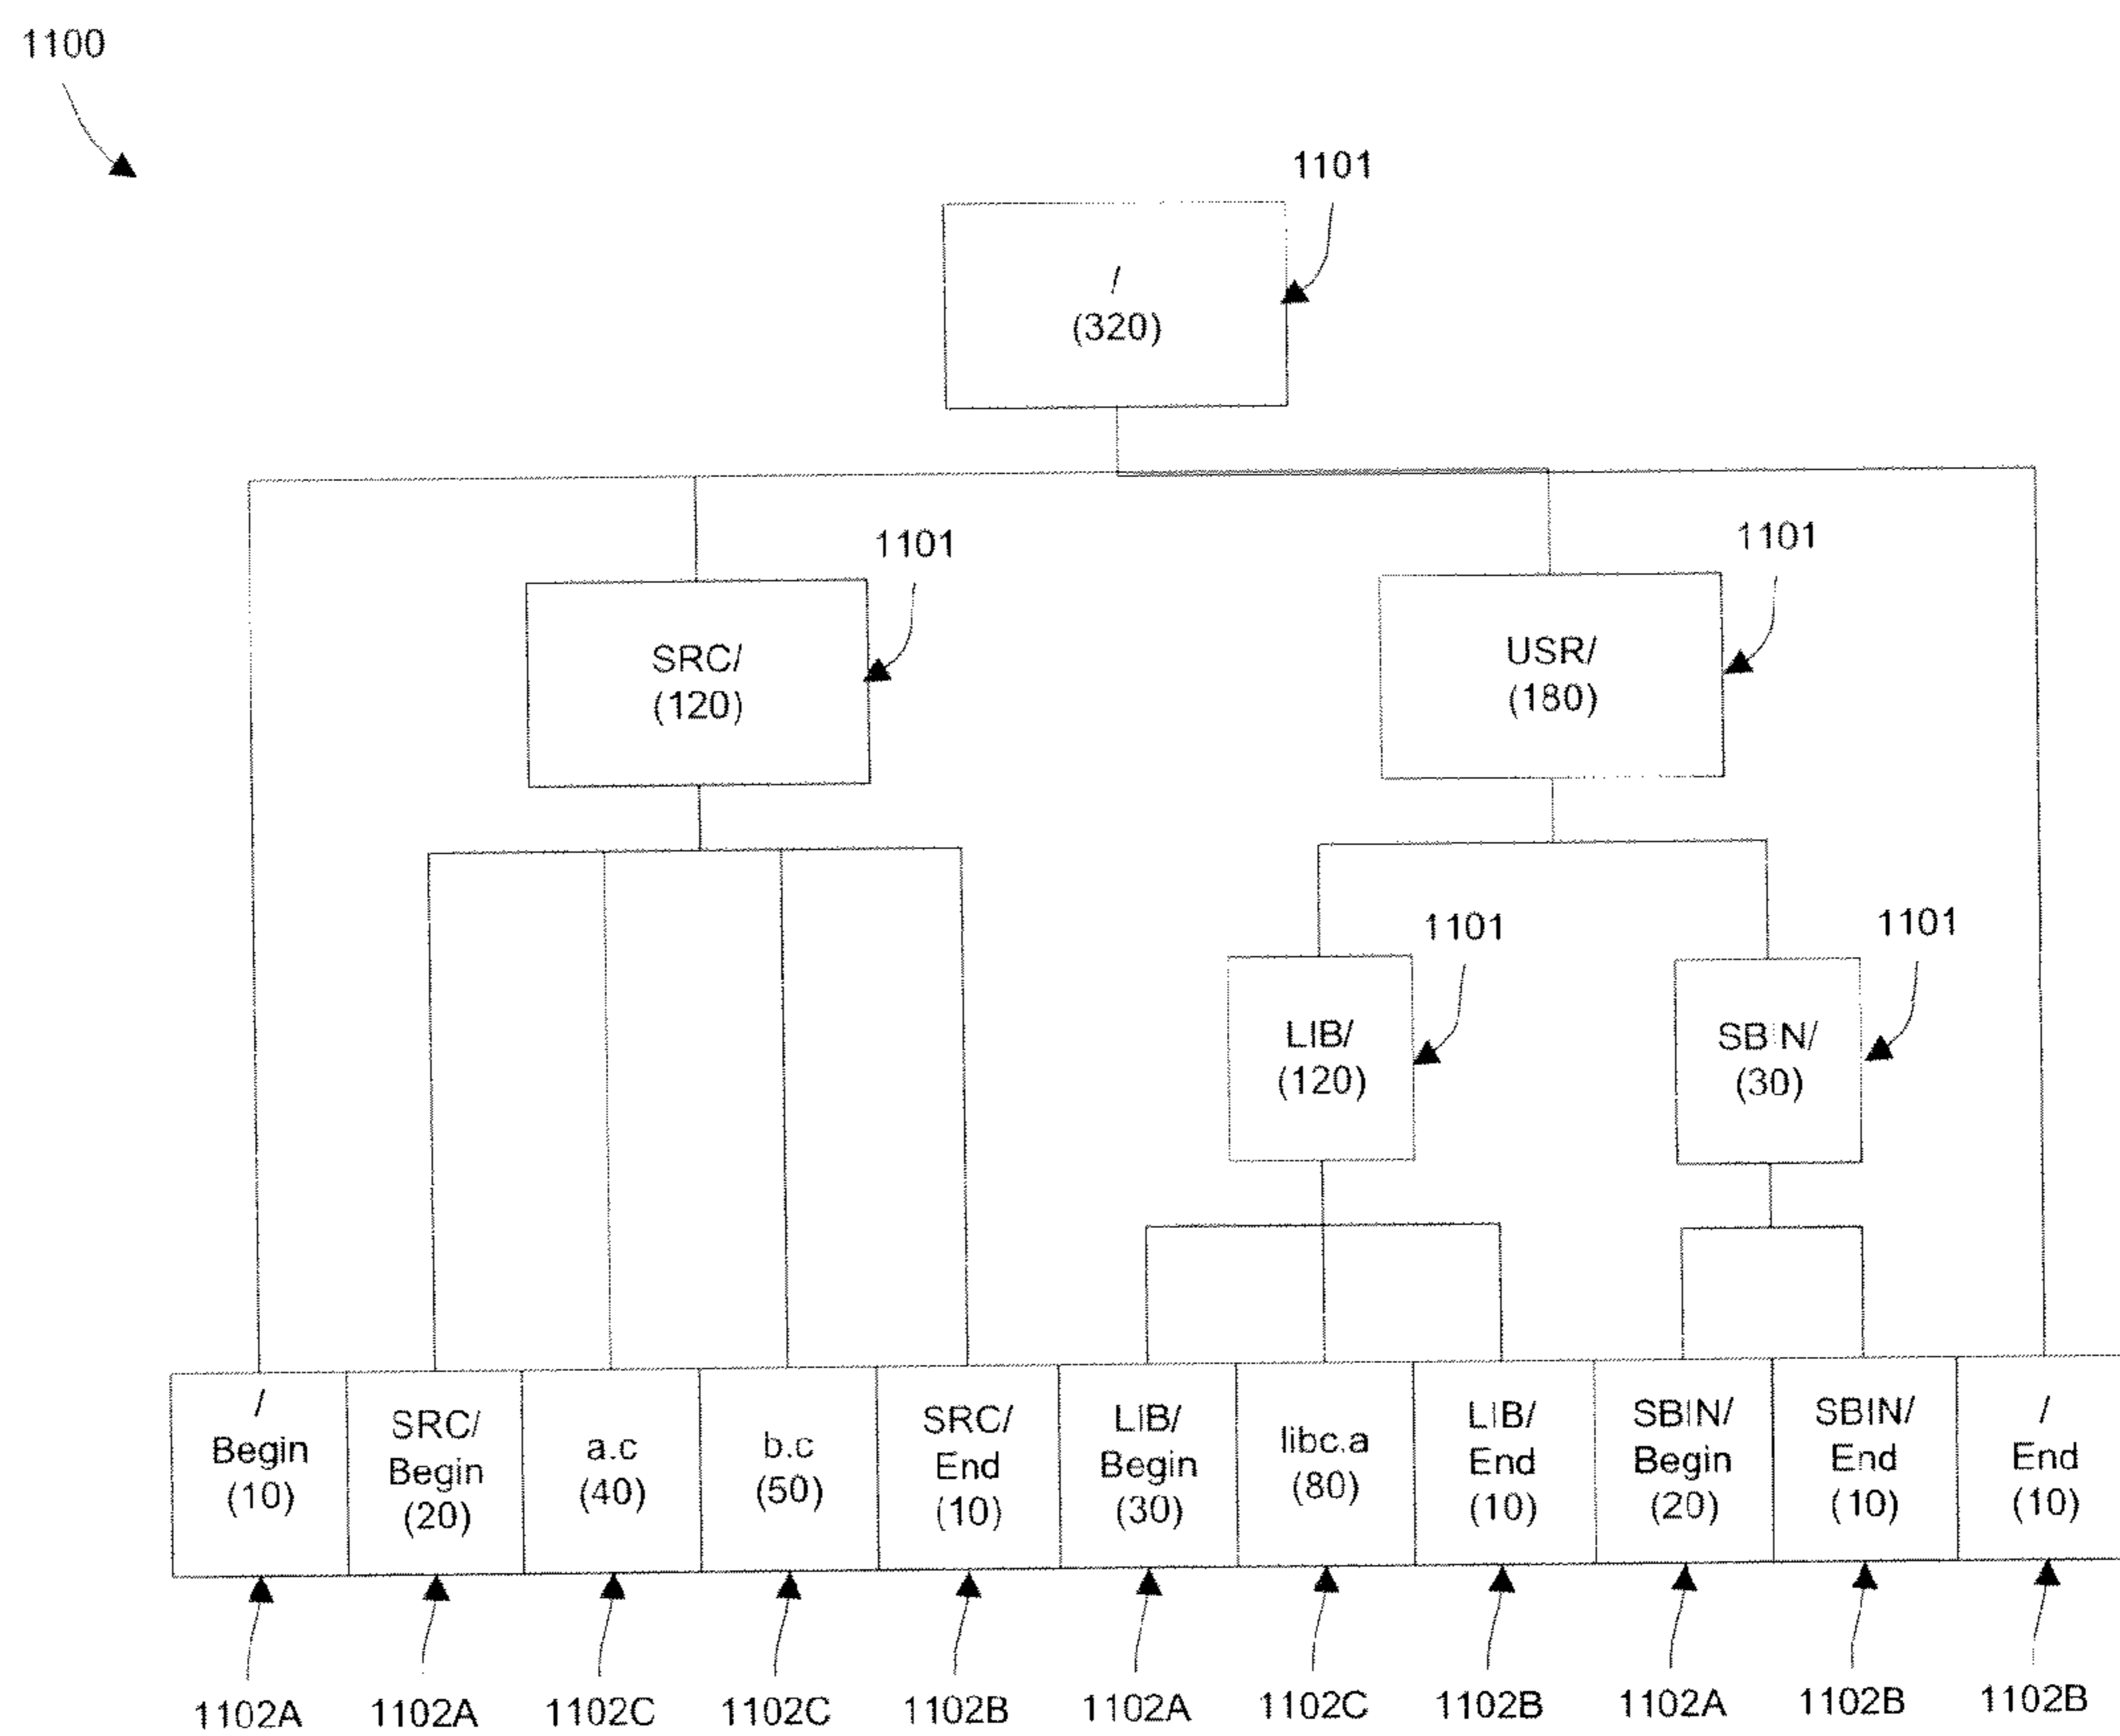 1100
1101
/
(320)
1101
1101
SRC/
(120)
USR/
(180)
1101
1101
LIB/
(120)
SBIN/
(30)
/
Begin
(10)
SRC/
Begin
(20)
a.c
(40)
b.c
(50)
SRC/
End
(10)
LIB/
Begin
(30)
libc.a
(80)
LIB/
End
(10)
SBIN/
Begin
(20)
SBIN/
End
(10)
/
End
(10)
1102A
1102A
1102C
1102C
1102B
1102A
1102C
1102B
1102A
1102B
1102B